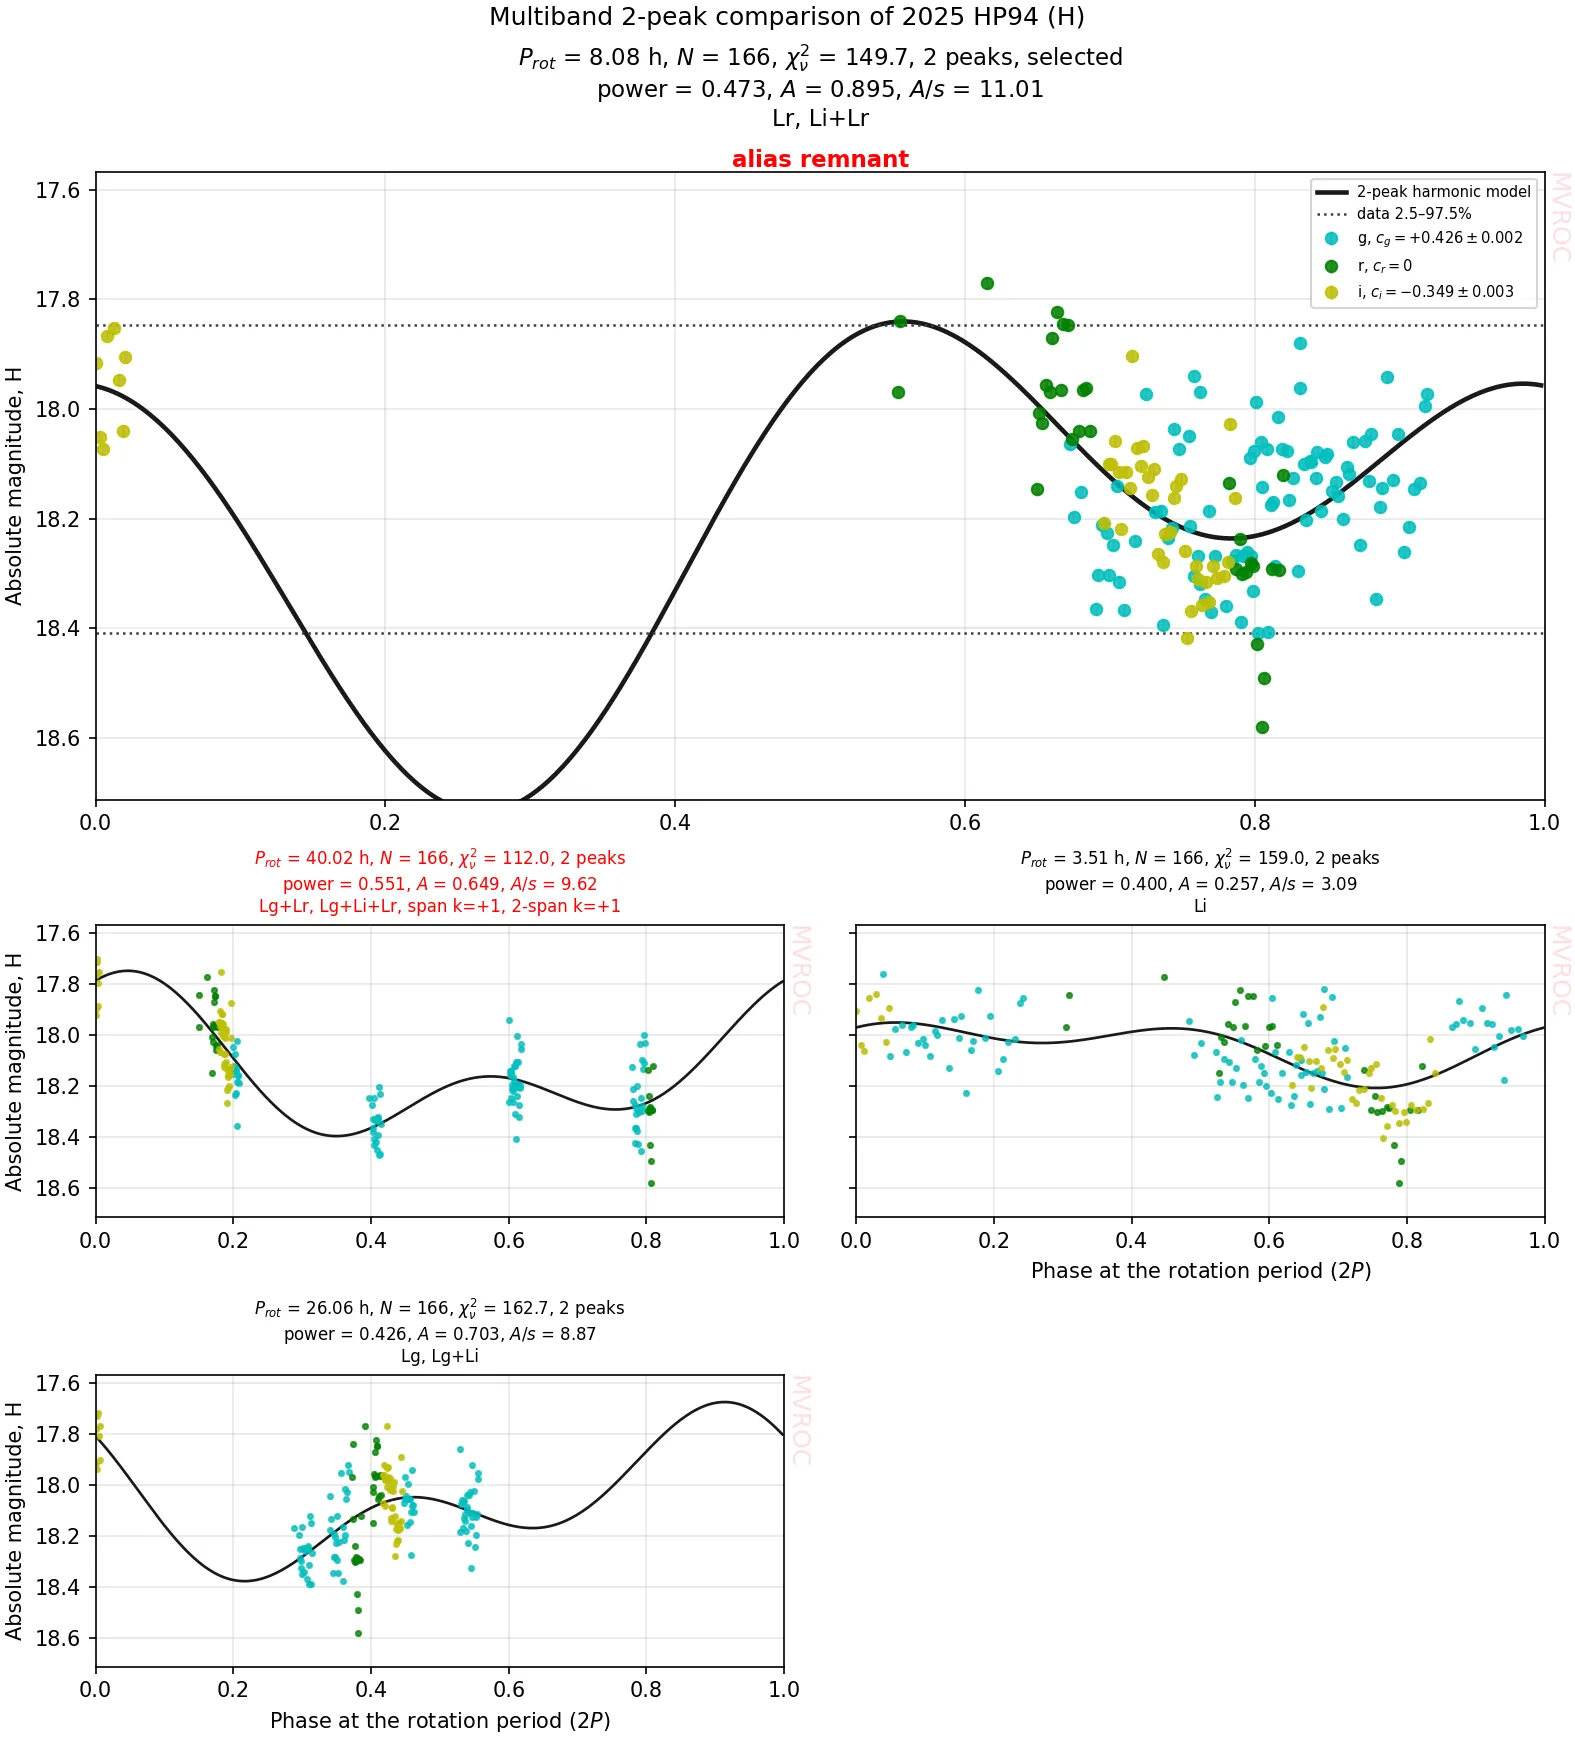 Multiband 2-peak comparison of 2025 HP94 (H)
P_rot = 8.08 h, N = 166, χ²_ν = 149.7, 2 peaks, selected
power = 0.473, A = 0.895, A/s = 11.01
Lr, Li+Lr
alias remnant
Absolute magnitude, H
17.6
17.8
18.0
18.2
18.4
18.6
0.0 0.2 0.4 0.6 0.8 1.0
2-peak harmonic model
data 2.5–97.5%
g, c_g = +0.426 ± 0.002
r, c_r = 0
i, c_i = −0.349 ± 0.003
MVROC
P_rot = 40.02 h, N = 166, χ²_ν = 112.0, 2 peaks
power = 0.551, A = 0.649, A/s = 9.62
Lg+Lr, Lg+Li+Lr, span k=+1, 2-span k=+1
Absolute magnitude, H
17.6
17.8
18.0
18.2
18.4
18.6
0.0 0.2 0.4 0.6 0.8 1.0
MVROC
P_rot = 3.51 h, N = 166, χ²_ν = 159.0, 2 peaks
power = 0.400, A = 0.257, A/s = 3.09
Li
0.0 0.2 0.4 0.6 0.8 1.0
Phase at the rotation period (2P)
MVROC
P_rot = 26.06 h, N = 166, χ²_ν = 162.7, 2 peaks
power = 0.426, A = 0.703, A/s = 8.87
Lg, Lg+Li
Absolute magnitude, H
17.6
17.8
18.0
18.2
18.4
18.6
0.0 0.2 0.4 0.6 0.8 1.0
Phase at the rotation period (2P)
MVROC